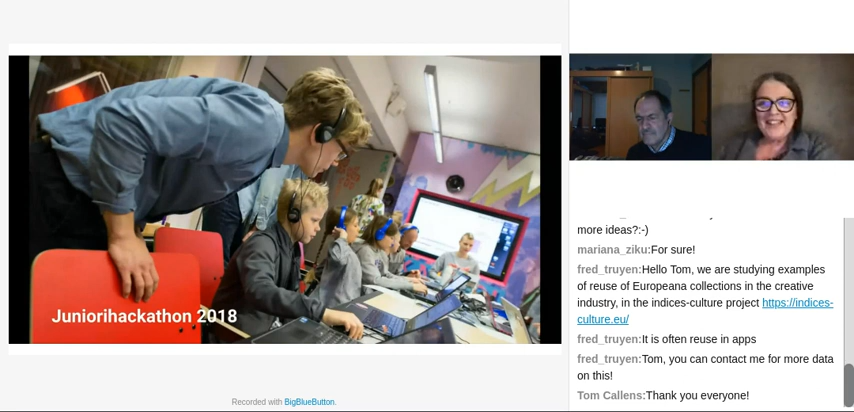 Juniorihackathon 2018
Recorded with BigBlueButton.
more ideas?:-)
mariana_ziku:For sure!
fred_truyen:Hello Tom, we are studying examples
of reuse of Europeana collections in the creative
industry, in the indices-culture project https://indices-
culture.eu/
fred_truyen:It is often reuse in apps
fred_truyen:Tom, you can contact me for more data
on this!
Tom Callens:Thank you everyone!